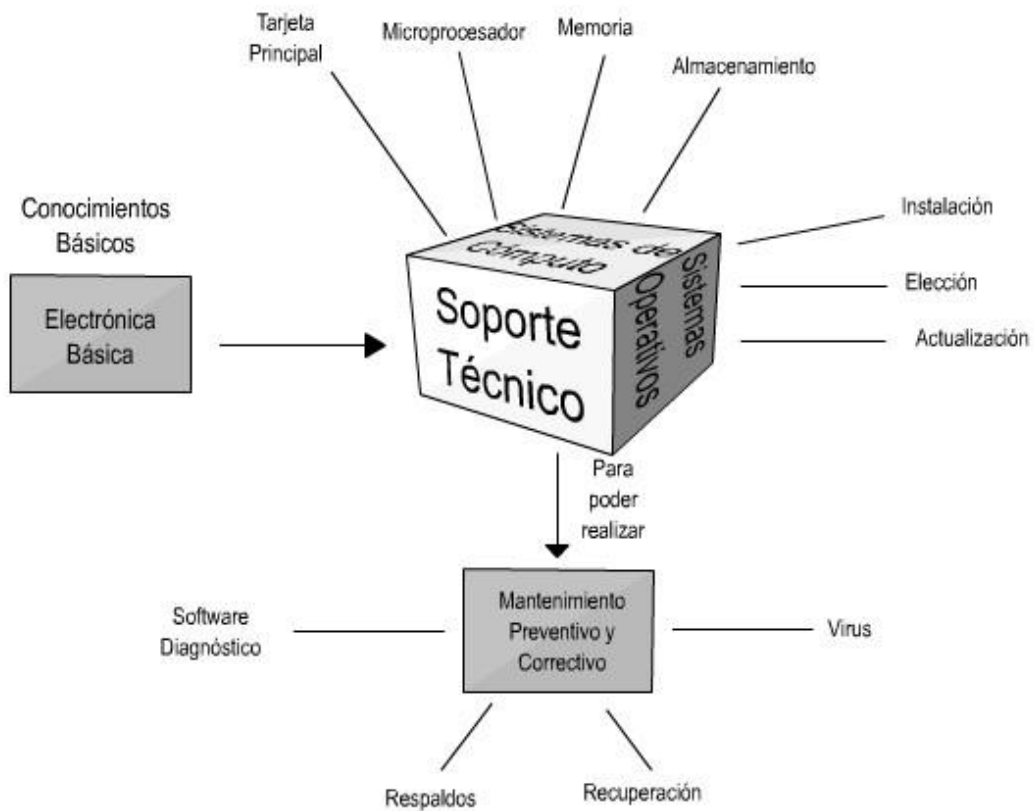 Tarjeta
Principal
Microprocesador
Memoria
Almacenamiento
Conocimientos
Básicos
Electrónica
Básica
Sistemas de
Cómputo
Soporte
Técnico
Sistemas
Operativos
Instalación
Elección
Actualización
Para
poder
realizar
Mantenimiento
Preventivo y
Correctivo
Software
Diagnóstico
Virus
Respaldos
Recuperación